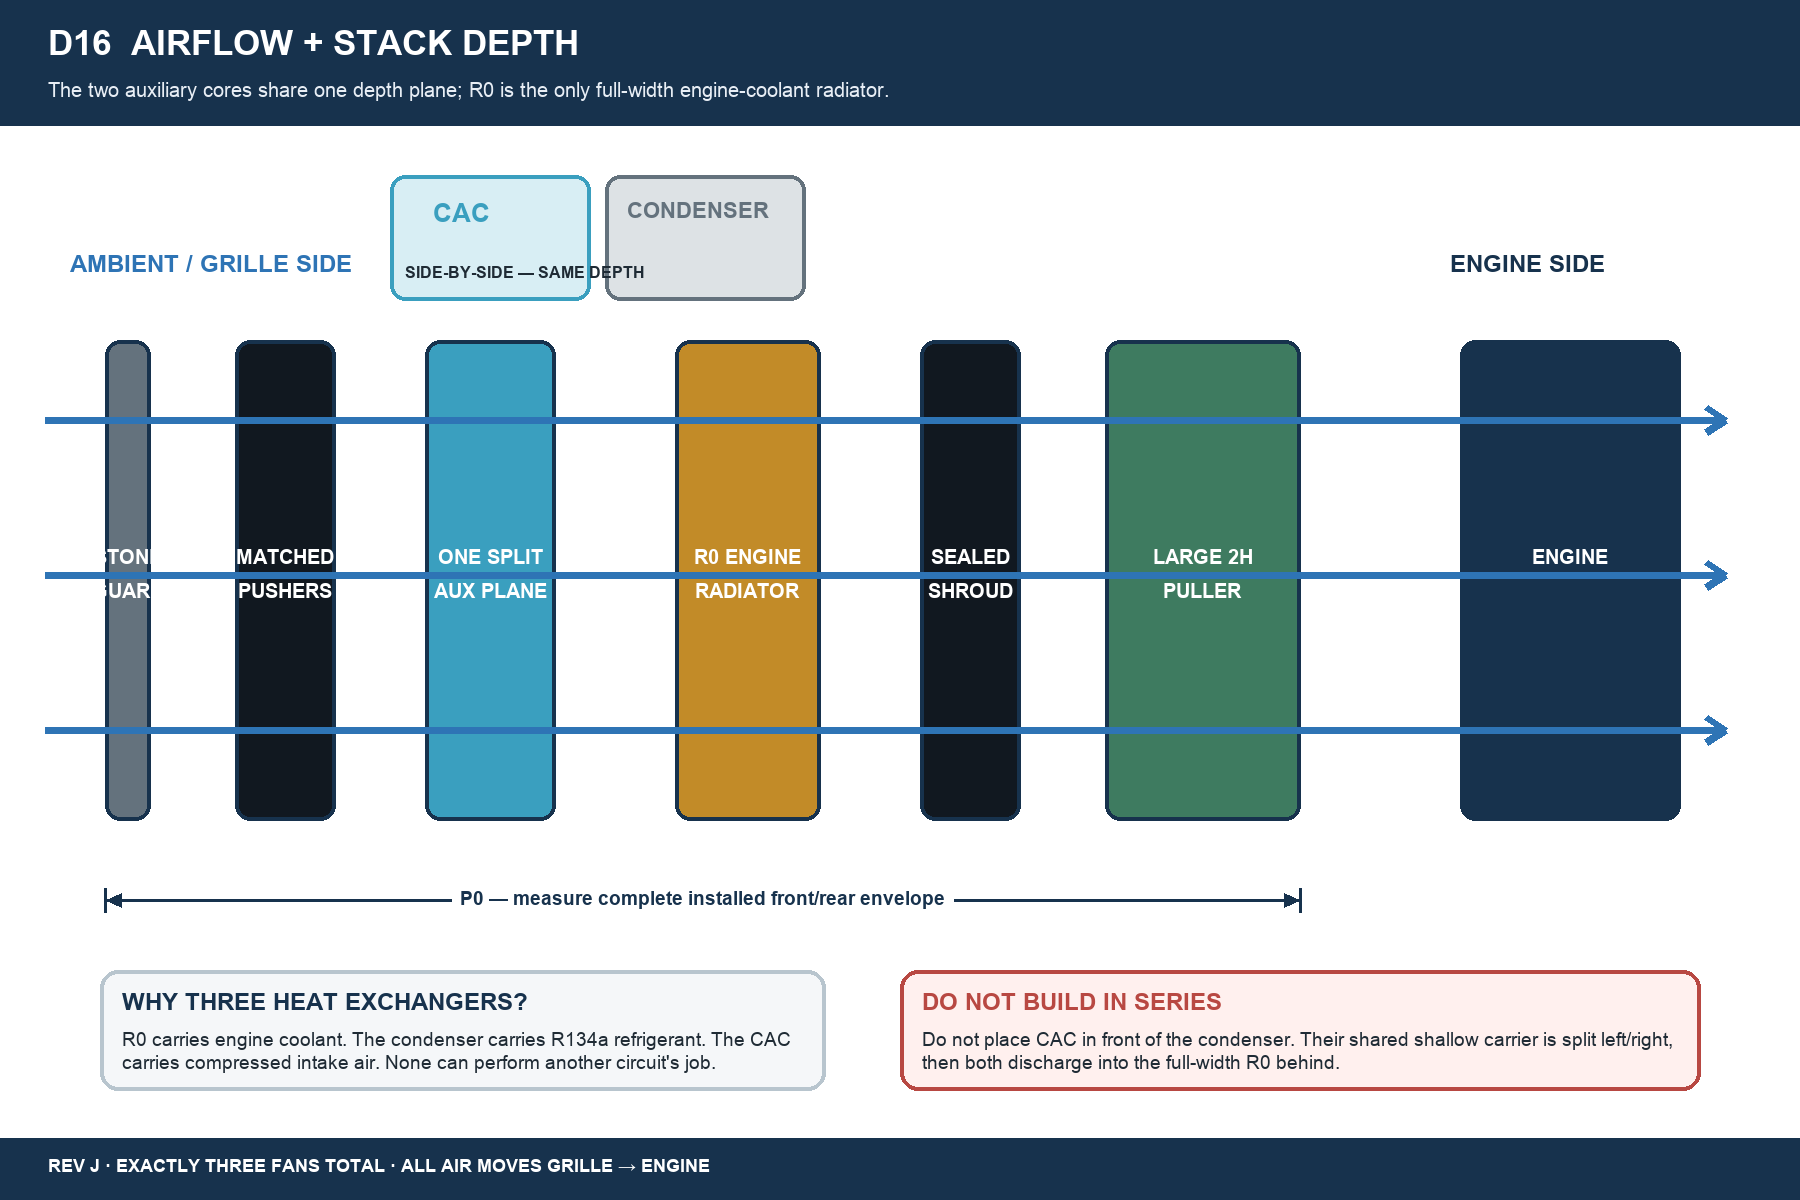 D16 AIRFLOW + STACK DEPTH
The two auxiliary cores share one depth plane; R0 is the only full-width engine-coolant radiator.
CAC
CONDENSER
SIDE-BY-SIDE — SAME DEPTH
AMBIENT / GRILLE SIDE
ENGINE SIDE
STONE
GUARD
MATCHED
PUSHERS
ONE SPLIT
AUX PLANE
R0 ENGINE
RADIATOR
SEALED
SHROUD
LARGE 2H
PULLER
ENGINE
P0 — measure complete installed front/rear envelope
WHY THREE HEAT EXCHANGERS?
R0 carries engine coolant. The condenser carries R134a refrigerant. The CAC
carries compressed intake air. None can perform another circuit's job.
DO NOT BUILD IN SERIES
Do not place CAC in front of the condenser. Their shared shallow carrier is split left/right,
then both discharge into the full-width R0 behind.
REV J · EXACTLY THREE FANS TOTAL · ALL AIR MOVES GRILLE → ENGINE